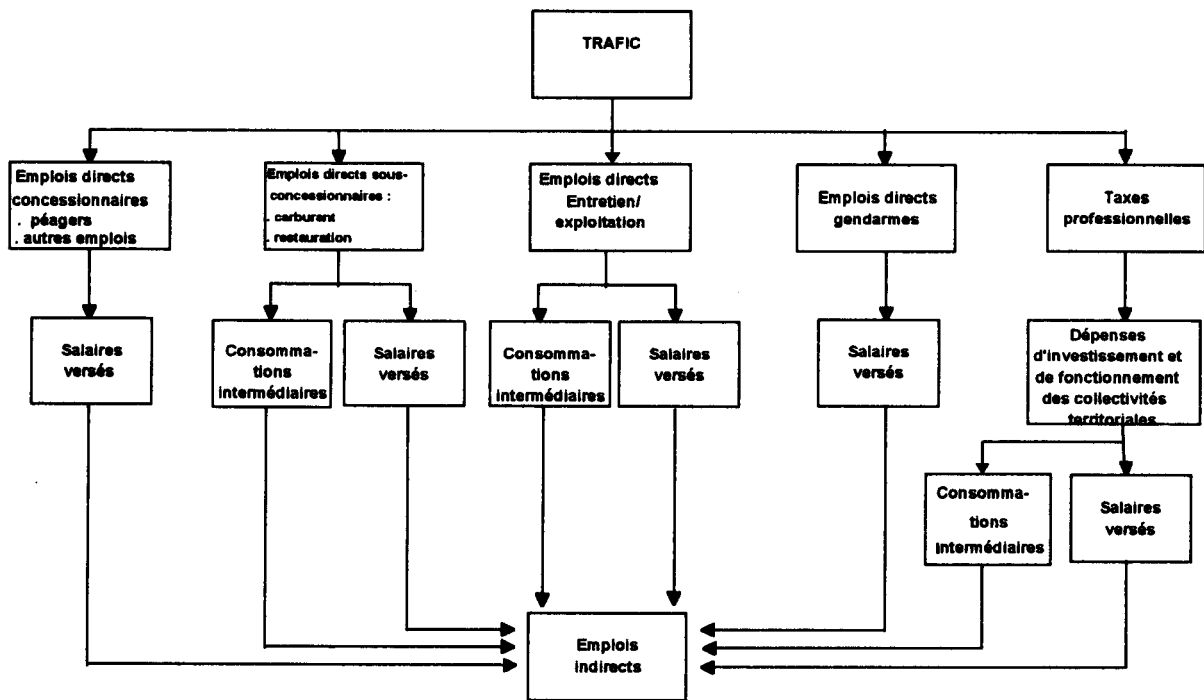 TRAFIC
Emplois directs
concessionnaires
. péagers
. autres emplois
Emplois directs sous-
concessionnaires :
. carburant
. restauration
Emplois directs
Entretien/
exploitation
Emplois directs
gendarmes
Taxes
professionnelles
Salaires
versés
Consomma-
tions
intermédiaires
Salaires
versés
Consomma-
tions
intermédiaires
Salaires
versés
Salaires
versés
Dépenses
d'investissement et
de fonctionnement
des collectivités
territoriales
Consomma-
tions
intermédiaires
Salaires
versés
Emplois
indirects